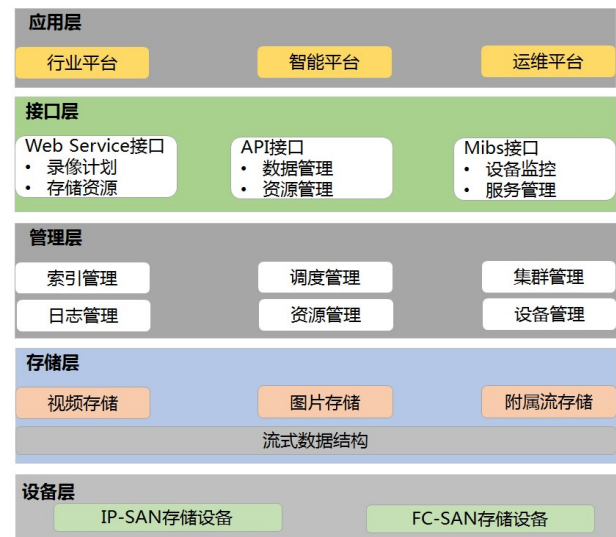 应用层
行业平台
智能平台
运维平台
接口层
Web Service接口
• 录像计划
• 存储资源
API接口
• 数据管理
• 资源管理
Mibs接口
• 设备监控
• 服务管理
管理层
索引管理
调度管理
集群管理
日志管理
资源管理
设备管理
存储层
视频存储
图片存储
附属流存储
流式数据结构
设备层
IP-SAN存储设备
FC-SAN存储设备